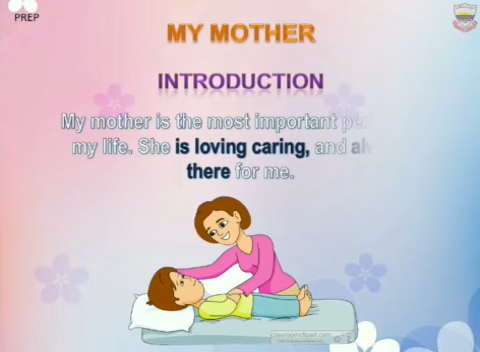 PREP
MY MOTHER
INTRODUCTION
My mother is the most important
my life. She is loving caring, and
there for me.